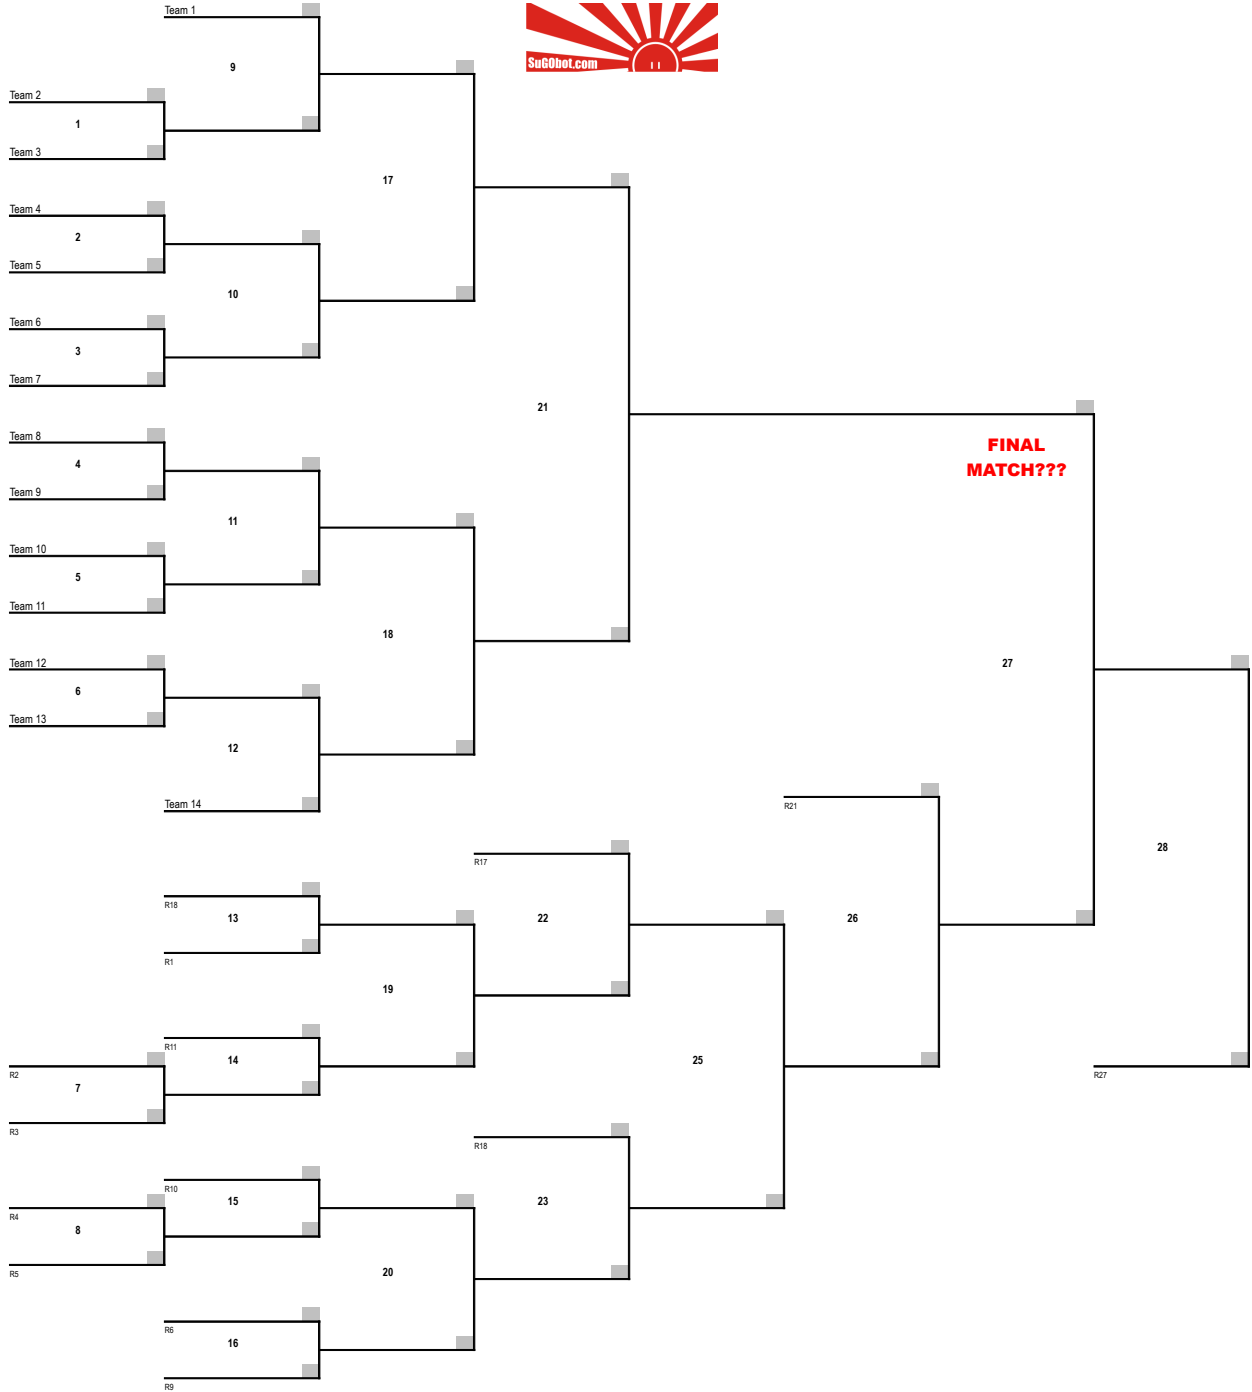 Team 1
SuGObot.com
9
Team 2
1
Team 3
17
Team 4
2
Team 5
10
Team 6
3
Team 7
21
Team 8
FINAL
MATCH???
4
Team 9
11
Team 10
5
Team 11
18
Team 12
27
6
Team 13
12
Team 14
R21
28
R17
R18
13
22
26
R1
19
R11
14
25
R2
R27
7
R3
R18
R10
15
23
R4
8
R5
20
R6
16
R9